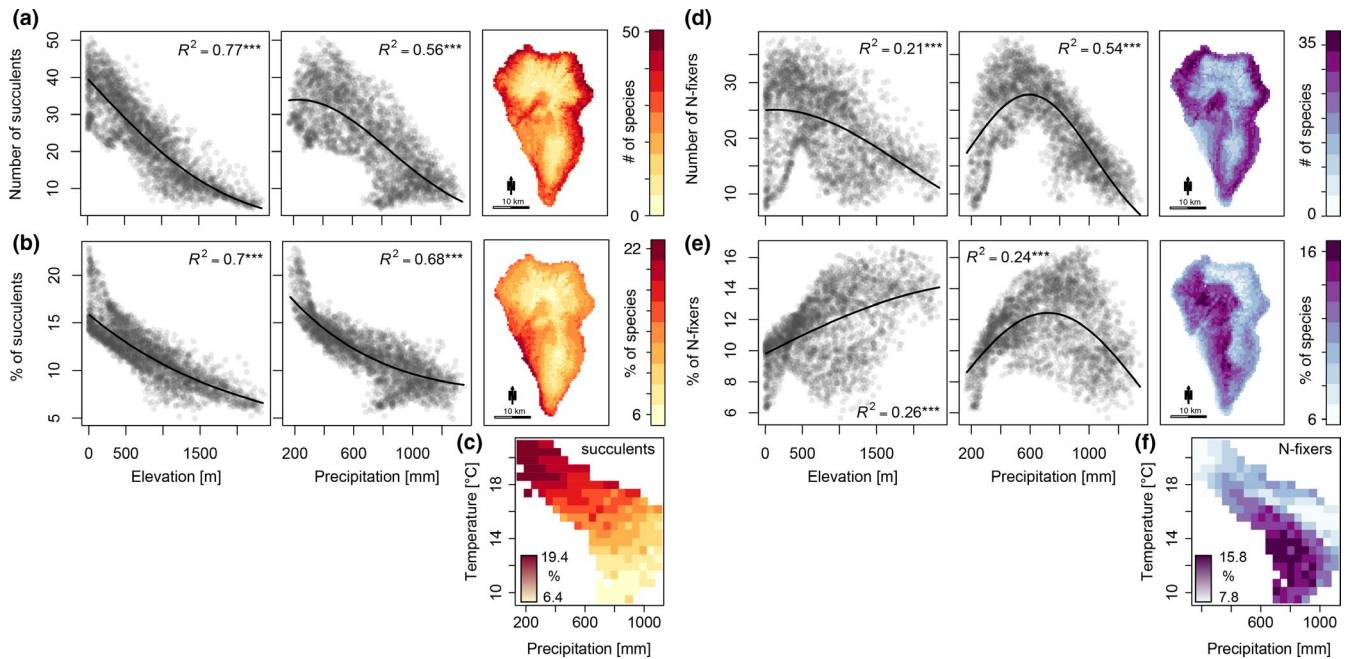 (a)
R² = 0.77***
R² = 0.56***
Number of succulents
50
40
30
20
10
50
# of species
0
N
10 km
(b)
R² = 0.7***
R² = 0.68***
% of succulents
20
15
10
5
0 500 1500
Elevation [m]
200 600 1000
Precipitation [mm]
22
% of species
6
N
10 km
(c)
succulents
Temperature [°C]
18
14
10
19.4
%
6.4
200 600 1000
Precipitation [mm]
(d)
R² = 0.21***
R² = 0.54***
Number of N-fixers
30
20
10
35
# of species
0
N
10 km
(e)
R² = 0.26***
R² = 0.24***
% of N-fixers
16
14
12
10
8
6
0 500 1500
Elevation [m]
200 600 1000
Precipitation [mm]
16
% of species
6
N
10 km
(f)
N-fixers
Temperature [°C]
18
14
10
15.8
%
7.8
600 1000
Precipitation [mm]